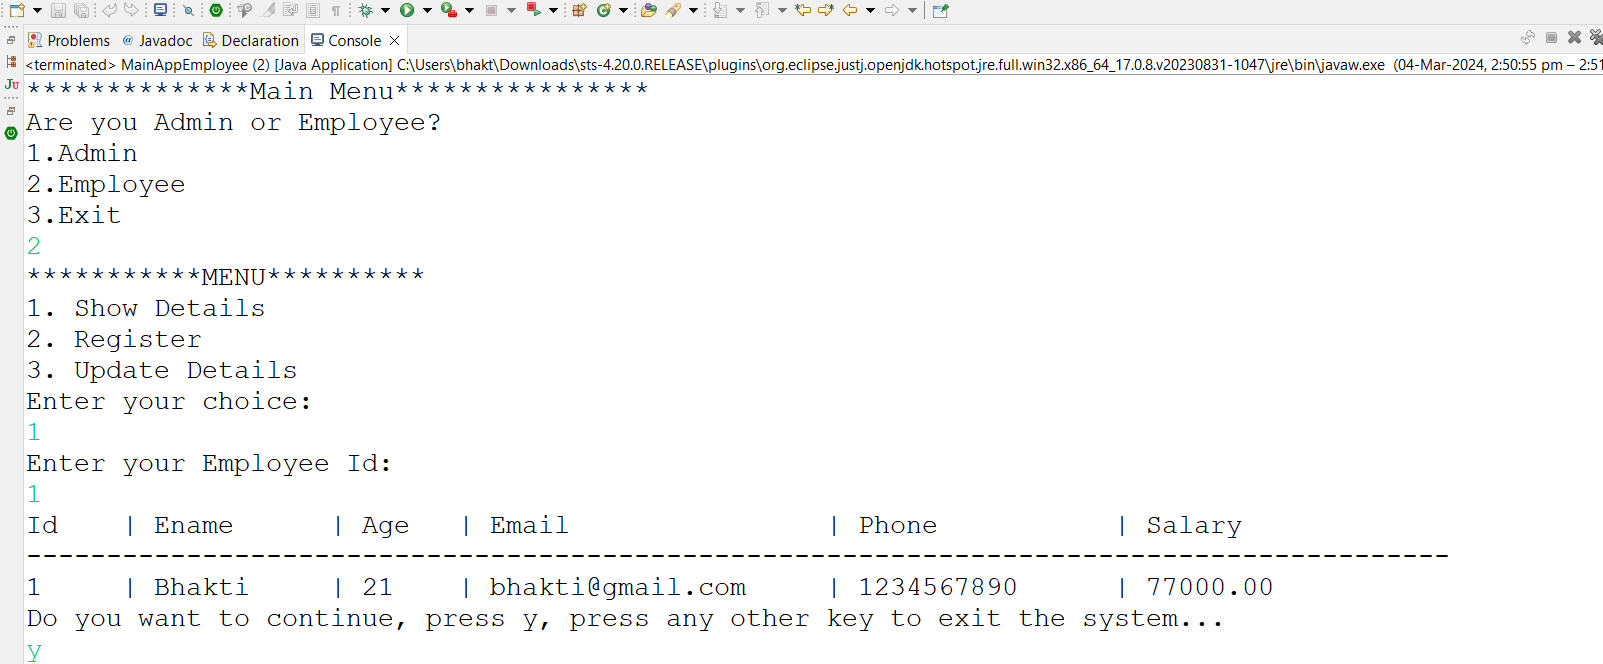 Problems @ Javadoc Declaration Console
<terminated> MainAppEmployee (2) [Java Application] C:\Users\bhakt\Downloads\sts-4.20.0.RELEASE\plugins\org.eclipse.justj.openjdk.hotspot.jre.full.win32.x86_64_17.0.8.v20230831-1047\jre\bin\javaw.exe (04-Mar-2024, 2:50:55 pm – 2:51
Ju
**************Main Menu****************
Are you Admin or Employee?
1.Admin
2.Employee
3.Exit
2
***********MENU**********
1. Show Details
2. Register
3. Update Details
Enter your choice:
1
Enter your Employee Id:
1
Id | Ename | Age | Email | Phone | Salary
-----------------------------------------------------------------------------------------
1 | Bhakti | 21 | bhakti@gmail.com | 1234567890 | 77000.00
Do you want to continue, press y, press any other key to exit the system...
y